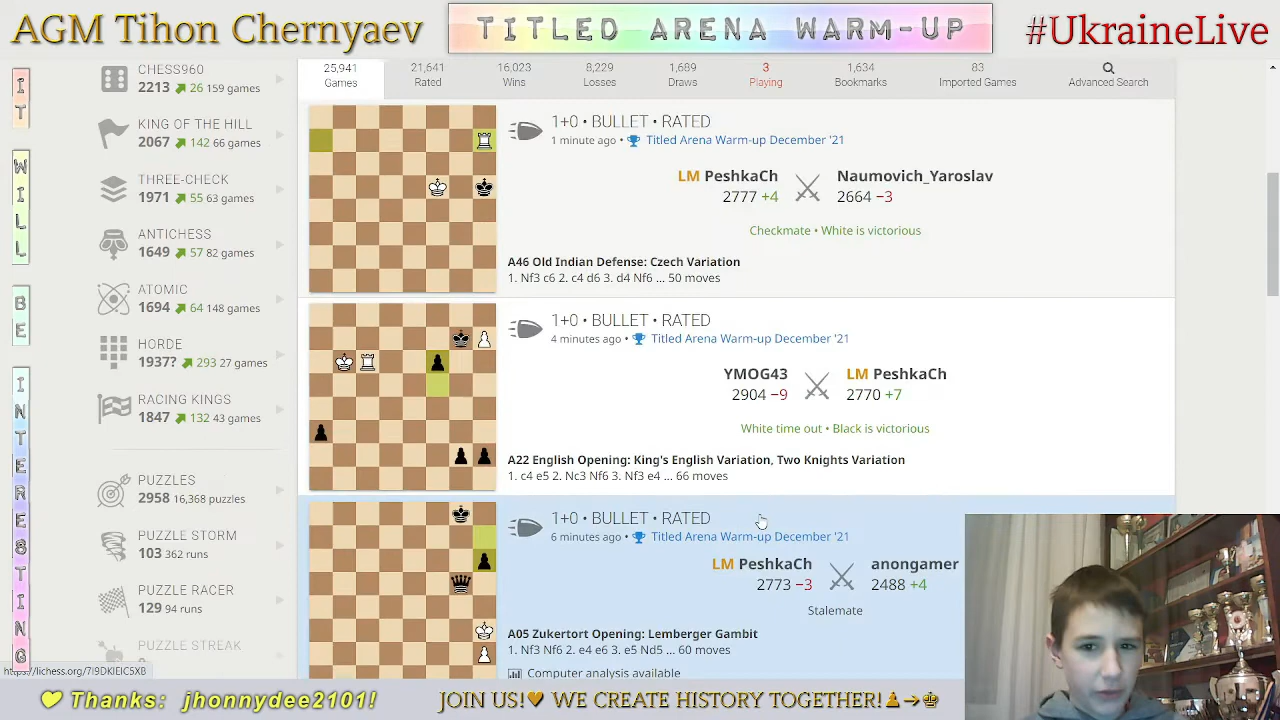 AGM Tihon Chernyaev
TITLED ARENA WARM-UP
#UkraineLive
IT WILL BE INTERE8TING
CHESS960
2213 26 159 games
KING OF THE HILL
2067 142 66 games
THREE-CHECK
1971 55 63 games
ANTICHESS
1649 57 82 games
ATOMIC
1694 64 148 games
HORDE
1937? 293 27 games
RACING KINGS
1847 132 43 games
PUZZLES
2958 16,368 puzzles
PUZZLE STORM
103 362 runs
PUZZLE RACER
129 94 runs
PUZZLE STREAK
25,941 Games
21,641 Rated
16,023 Wins
8,229 Losses
1,689 Draws
3 Playing
1,634 Bookmarks
83 Imported Games
Advanced Search
1+0 • BULLET • RATED
1 minute ago • Titled Arena Warm-up December '21
LM PeshkaCh Naumovich_Yaroslav
2777 +4 2664 −3
Checkmate • White is victorious
A46 Old Indian Defense: Czech Variation
1. Nf3 c6 2. c4 d6 3. d4 Nf6 ... 50 moves
1+0 • BULLET • RATED
4 minutes ago • Titled Arena Warm-up December '21
YMOG43 LM PeshkaCh
2904 −9 2770 +7
White time out • Black is victorious
A22 English Opening: King's English Variation, Two Knights Variation
1. c4 e5 2. Nc3 Nf6 3. Nf3 e4 ... 66 moves
1+0 • BULLET • RATED
6 minutes ago • Titled Arena Warm-up December '21
LM PeshkaCh anongamer
2773 −3 2488 +4
Stalemate
A05 Zukertort Opening: Lemberger Gambit
1. Nf3 Nf6 2. e4 e6 3. e5 Nd5 ... 60 moves
Computer analysis available
Thanks: jhonnydee2101!
JOIN US! WE CREATE HISTORY TOGETHER!